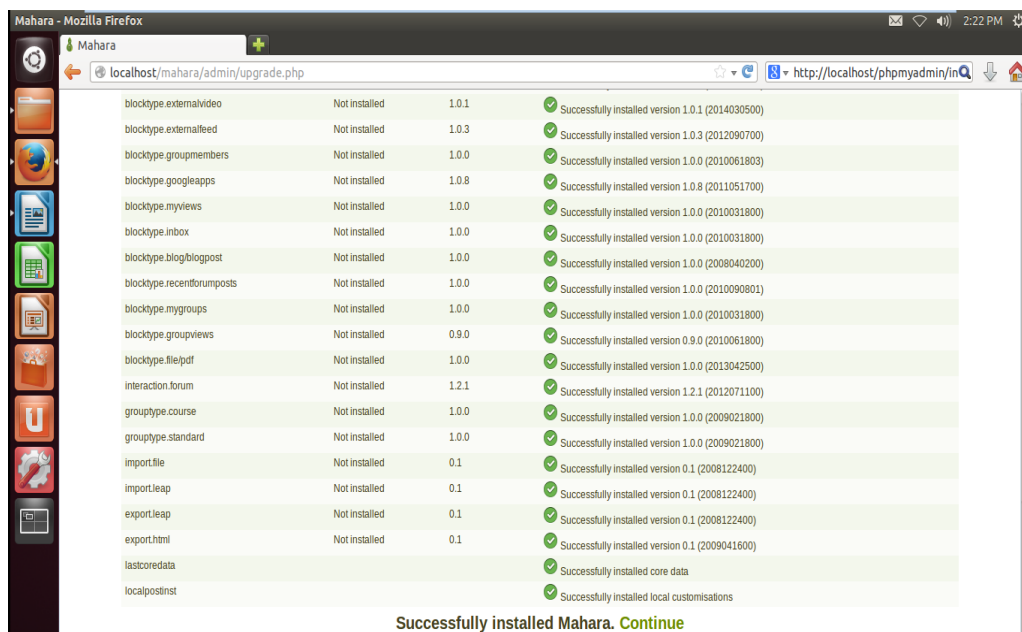 Mahara - Mozilla Firefox
2:22 PM
Mahara
localhost/mahara/admin/upgrade.php
http://localhost/phpmyadmin/in
blocktype.externalvideo Not installed 1.0.1 Successfully installed version 1.0.1 (2014030500)
blocktype.externalfeed Not installed 1.0.3 Successfully installed version 1.0.3 (2012090700)
blocktype.groupmembers Not installed 1.0.0 Successfully installed version 1.0.0 (2010061803)
blocktype.googleapps Not installed 1.0.8 Successfully installed version 1.0.8 (2011051700)
blocktype.myviews Not installed 1.0.0 Successfully installed version 1.0.0 (2010031800)
blocktype.inbox Not installed 1.0.0 Successfully installed version 1.0.0 (2010031800)
blocktype.blog/blogpost Not installed 1.0.0 Successfully installed version 1.0.0 (2008040200)
blocktype.recentforumposts Not installed 1.0.0 Successfully installed version 1.0.0 (2010090801)
blocktype.mygroups Not installed 1.0.0 Successfully installed version 1.0.0 (2010031800)
blocktype.groupviews Not installed 0.9.0 Successfully installed version 0.9.0 (2010061800)
blocktype.file/pdf Not installed 1.0.0 Successfully installed version 1.0.0 (2013042500)
interaction.forum Not installed 1.2.1 Successfully installed version 1.2.1 (2012071100)
grouptype.course Not installed 1.0.0 Successfully installed version 1.0.0 (2009021800)
grouptype.standard Not installed 1.0.0 Successfully installed version 1.0.0 (2009021800)
import.file Not installed 0.1 Successfully installed version 0.1 (2008122400)
import.leap Not installed 0.1 Successfully installed version 0.1 (2008122400)
export.leap Not installed 0.1 Successfully installed version 0.1 (2008122400)
export.html Not installed 0.1 Successfully installed version 0.1 (2009041600)
lastcoredata Successfully installed core data
localpostinst Successfully installed local customisations
Successfully installed Mahara. Continue